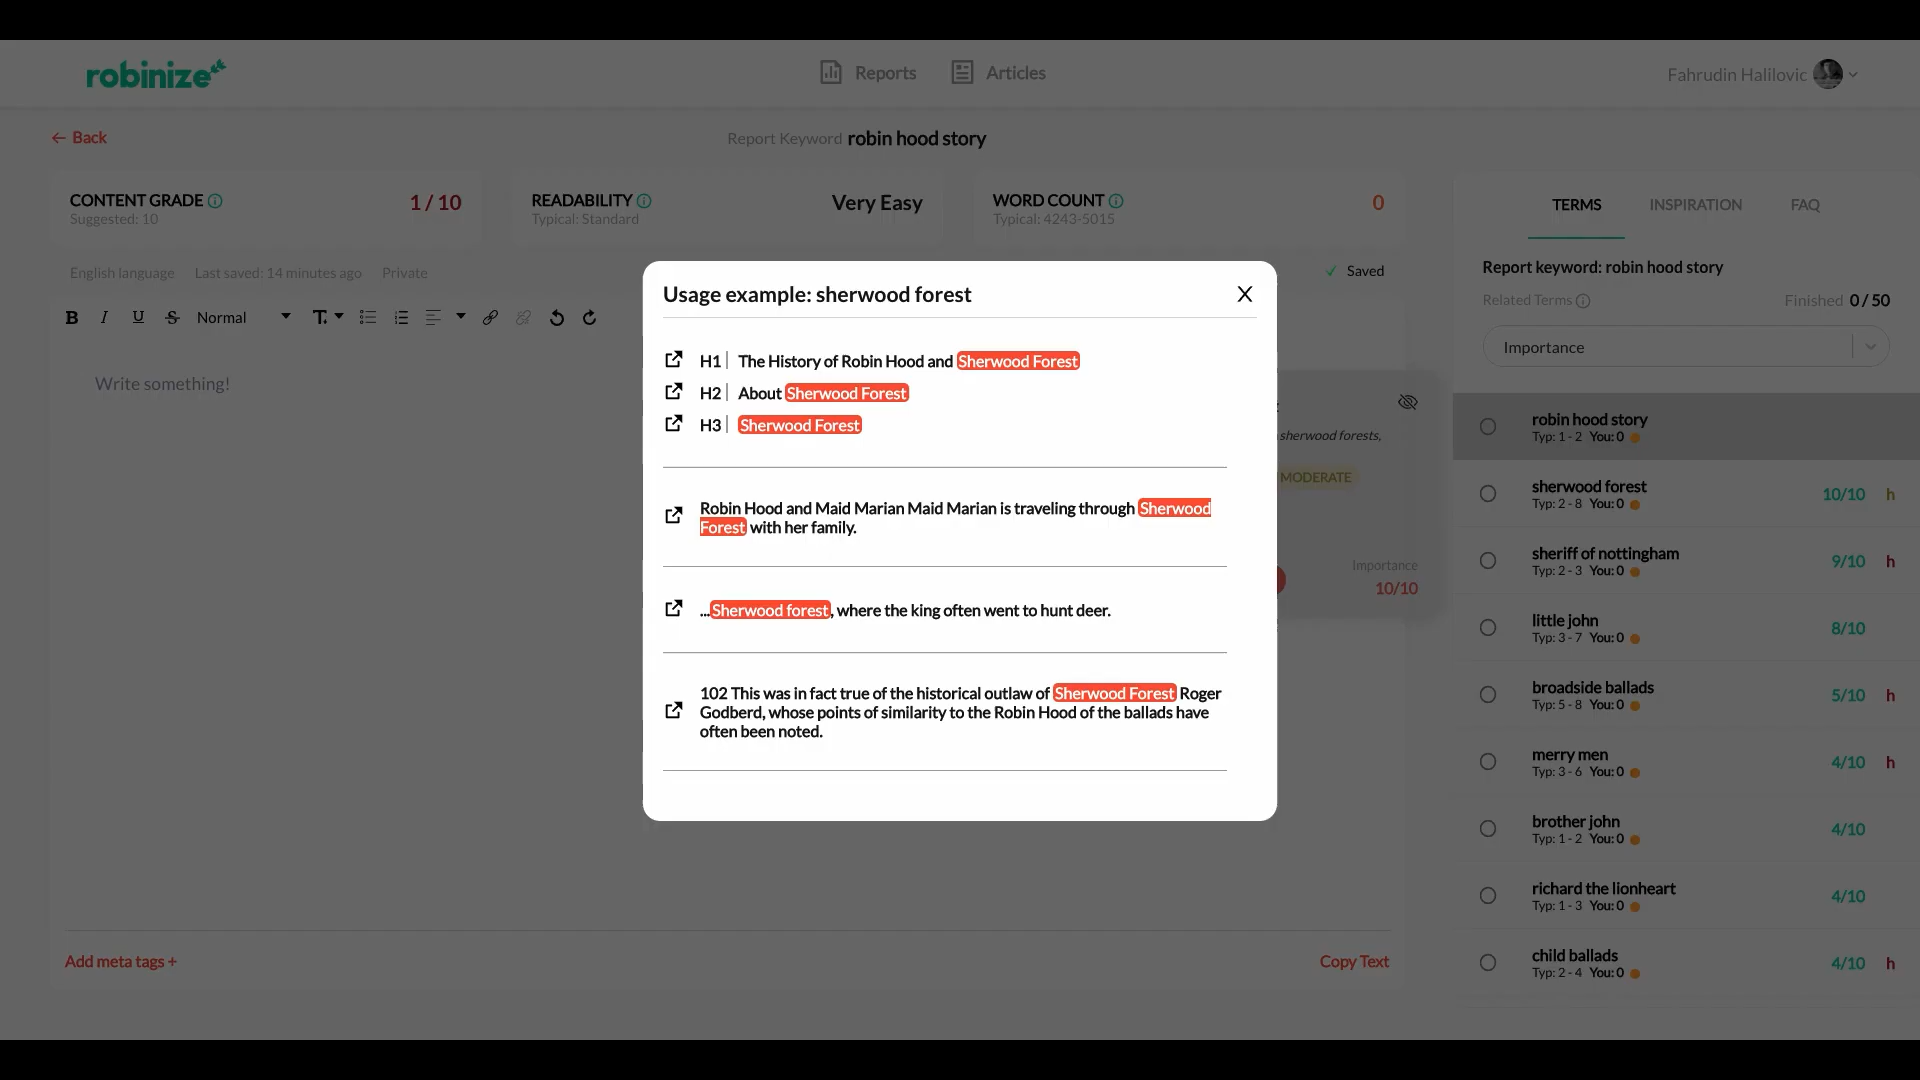 robinize
Reports
Articles
Fahrudin Halilovic
Back
Report Keyword robin hood story
CONTENT GRADE
Suggested: 10
1 / 10
READABILITY
Typical: Standard
Very Easy
WORD COUNT
Typical: 4243-5015
0
TERMS
INSPIRATION
FAQ
English language
Last saved: 14 minutes ago
Private
Saved
Normal
Write something!
Usage example: sherwood forest
H1 | The History of Robin Hood and Sherwood Forest
H2 | About Sherwood Forest
H3 | Sherwood Forest
Robin Hood and Maid Marian Maid Marian is traveling through Sherwood
Forest with her family.
...Sherwood forest, where the king often went to hunt deer.
102 This was in fact true of the historical outlaw of Sherwood Forest Roger
Godberd, whose points of similarity to the Robin Hood of the ballads have
often been noted.
sherwood forests,
MODERATE
Importance
10/10
Report keyword: robin hood story
Related Terms
Finished 0 / 50
Importance
robin hood story
Typ: 1 - 2 You: 0
sherwood forest
Typ: 2 - 8 You: 0
10/10 h
sheriff of nottingham
Typ: 2 - 3 You: 0
9/10 h
little john
Typ: 3 - 7 You: 0
8/10
broadside ballads
Typ: 5 - 8 You: 0
5/10 h
merry men
Typ: 3 - 6 You: 0
4/10 h
brother john
Typ: 1 - 2 You: 0
4/10
richard the lionheart
Typ: 1 - 3 You: 0
4/10
child ballads
Typ: 2 - 4 You: 0
4/10 h
Add meta tags +
Copy Text